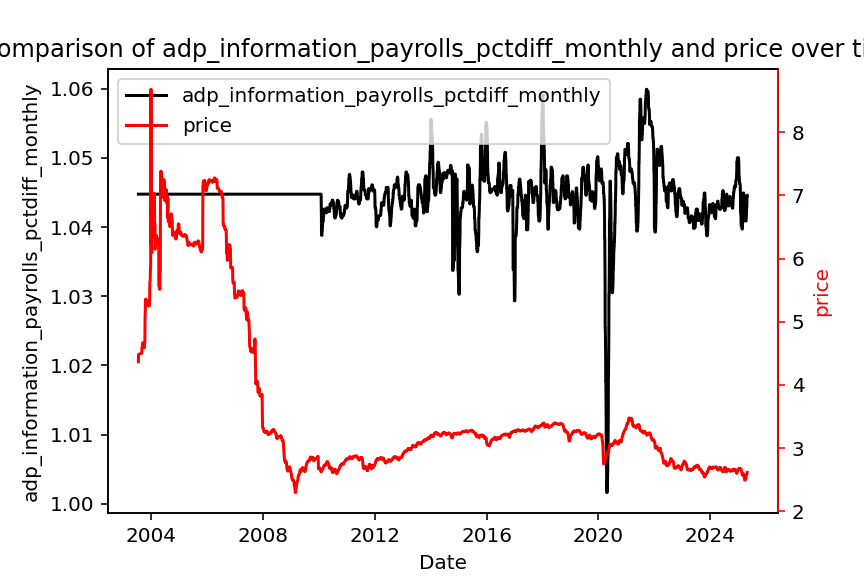 omparison of adp_information_payrolls_pctdiff_monthly and price over ti
adp_information_payrolls_pctdiff_monthly
price
adp_information_payrolls_pctdiff_monthly
1.06
1.05
1.04
1.03
1.02
1.01
1.00
8
7
6
5
4
3
2
price
2004 2008 2012 2016 2020 2024
Date